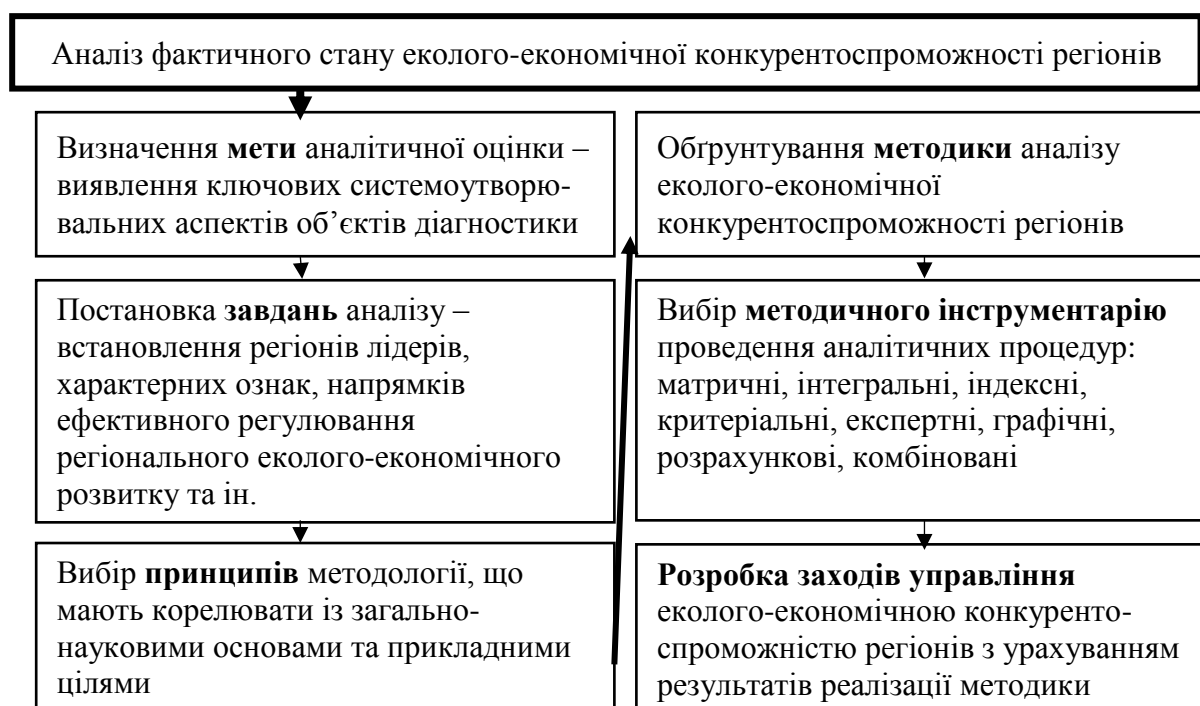 Аналіз фактичного стану еколого-економічної конкурентоспроможності регіонів
Визначення мети аналітичної оцінки –
виявлення ключових системоутворю-
вальних аспектів об’єктів діагностики
Постановка завдань аналізу –
встановлення регіонів лідерів,
характерних ознак, напрямків
ефективного регулювання
регіонального еколого-економічного
розвитку та ін.
Вибір принципів методології, що
мають корелювати із загально-
науковими основами та прикладними
цілями
Обґрунтування методики аналізу
еколого-економічної
конкурентоспроможності регіонів
Вибір методичного інструментарію
проведення аналітичних процедур:
матричні, інтегральні, індексні,
критеріальні, експертні, графічні,
розрахункові, комбіновані
Розробка заходів управління
еколого-економічною конкуренто-
спроможністю регіонів з урахуванням
результатів реалізації методики